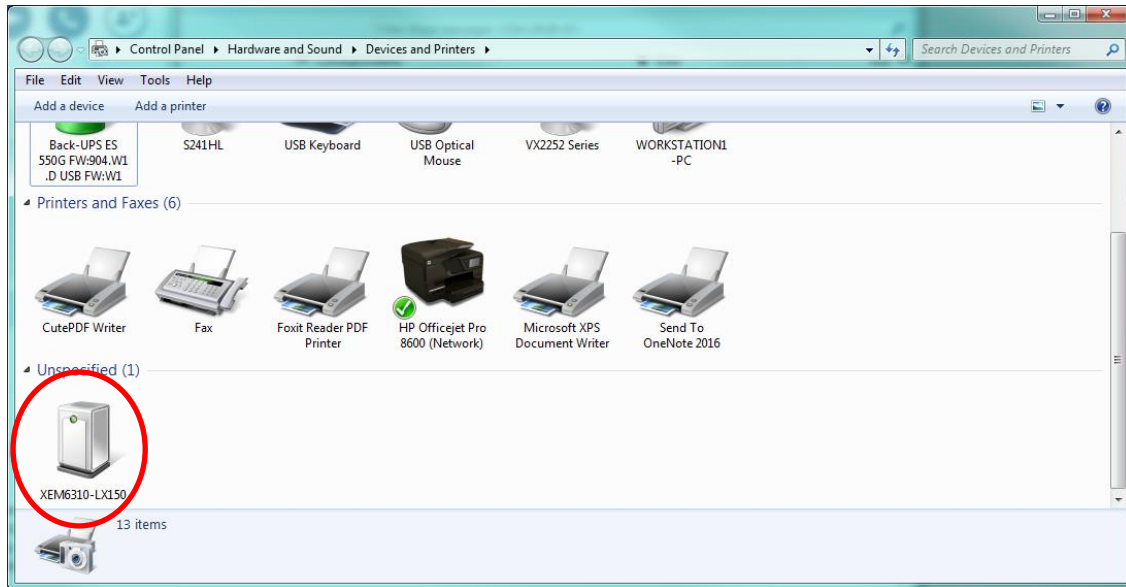 Control Panel ▸ Hardware and Sound ▸ Devices and Printers ▸
Search Devices and Printers
File Edit View Tools Help
Add a device Add a printer
Back-UPS ES 550G FW:904.W1 .D USB FW:W1
S241HL
USB Keyboard
USB Optical Mouse
VX2252 Series
WORKSTATION1 -PC
Printers and Faxes (6)
CutePDF Writer
Fax
Foxit Reader PDF Printer
HP Officejet Pro 8600 (Network)
Microsoft XPS Document Writer
Send To OneNote 2016
Unspecified (1)
XEM6310-LX150
13 items